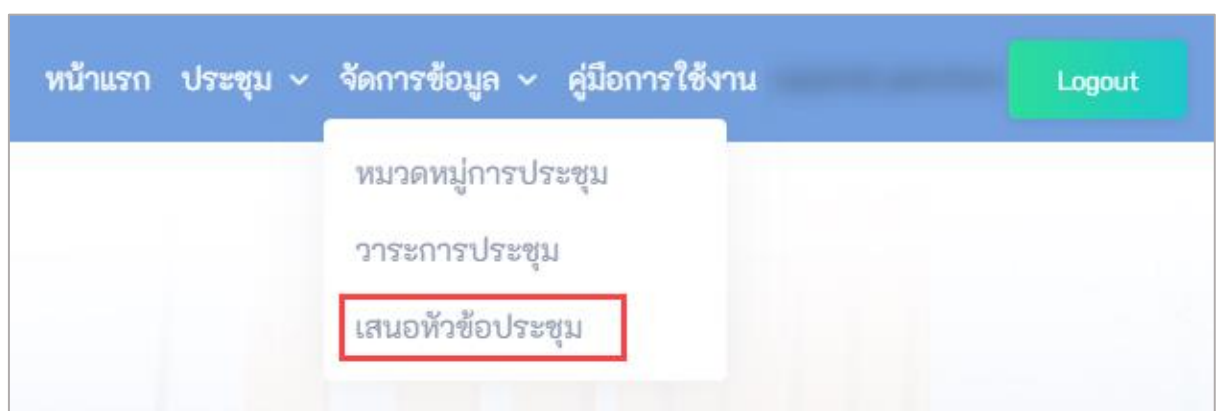 หน้าแรก ประชุม จัดการข้อมูล คู่มือการใช้งาน Logout
หมวดหมู่การประชุม
วาระการประชุม
เสนอหัวข้อประชุม